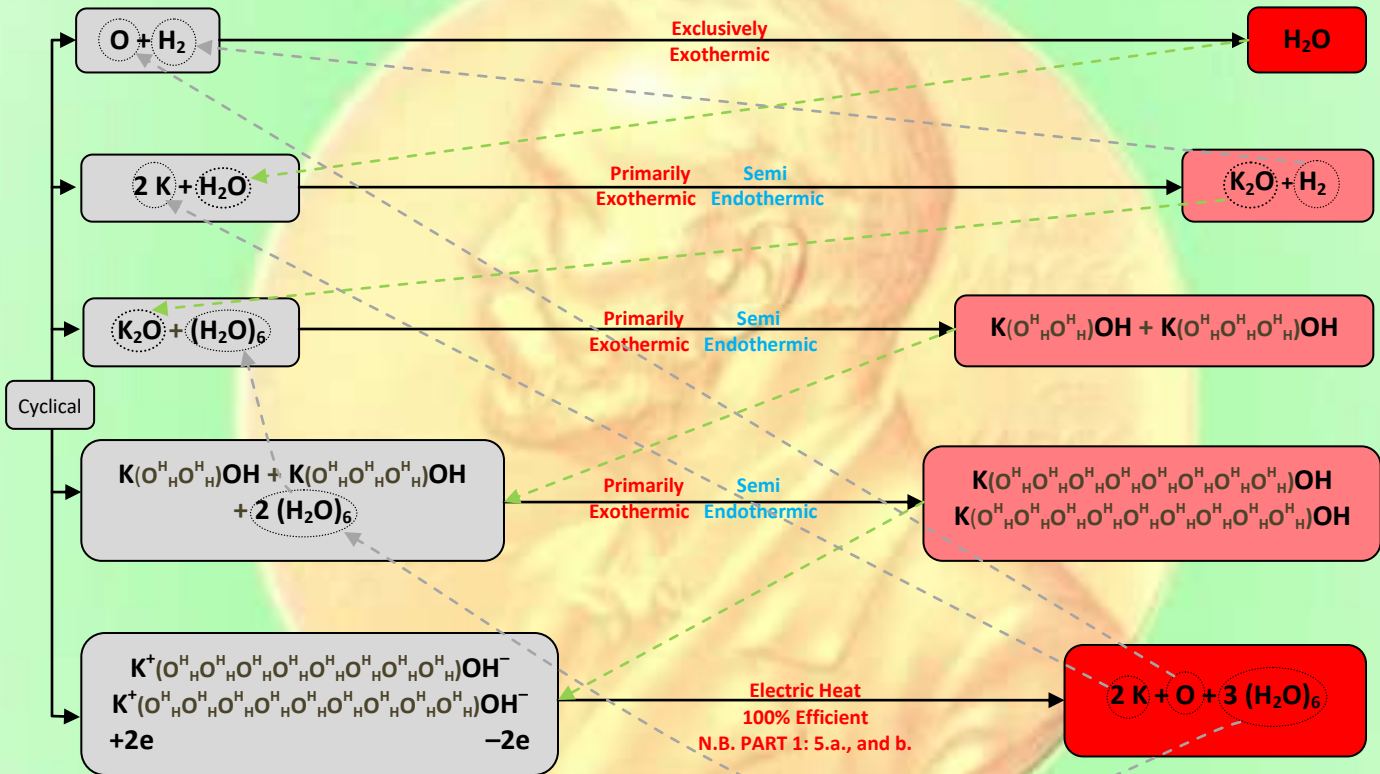 O + H₂
Exclusively
Exothermic
H₂O
2 K + H₂O
Primarily Semi
Exothermic Endothermic
K₂O + H₂
K₂O + (H₂O)₆
Primarily Semi
Exothermic Endothermic
K(OᴴHOᴴH)OH + K(OᴴHOᴴHOᴴH)OH
Cyclical
K(OᴴHOᴴH)OH + K(OᴴHOᴴHOᴴH)OH
+ 2 (H₂O)₆
Primarily Semi
Exothermic Endothermic
K(OᴴHOᴴHOᴴHOᴴHOᴴHOᴴHOᴴHOᴴH)OH
K(OᴴHOᴴHOᴴHOᴴHOᴴHOᴴHOᴴHOᴴHOᴴH)OH
K⁺(OᴴHOᴴHOᴴHOᴴHOᴴHOᴴHOᴴHOᴴH)OH⁻
K⁺(OᴴHOᴴHOᴴHOᴴHOᴴHOᴴHOᴴHOᴴHOᴴH)OH⁻
+2e –2e
Electric Heat
100% Efficient
N.B. PART 1: 5.a., and b.
2 K + O + 3 (H₂O)₆